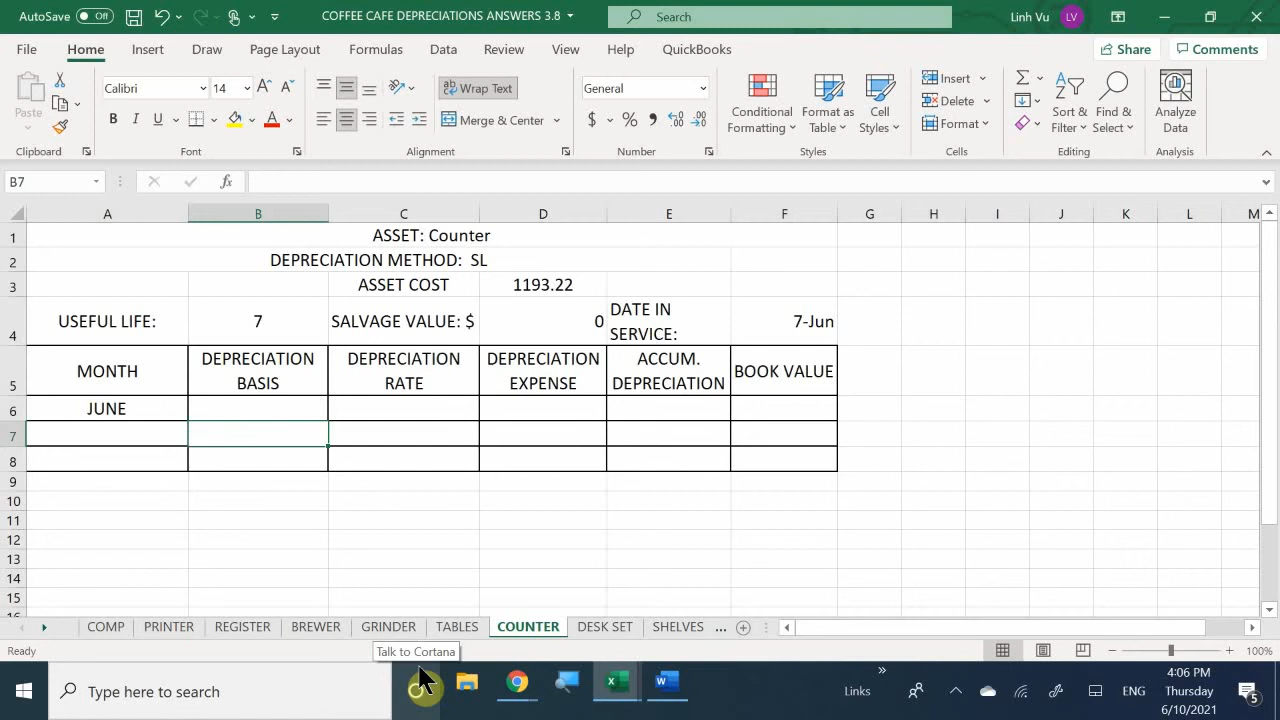 AutoSave Off COFFEE CAFE DEPRECIATIONS ANSWERS 3.8 Search Linh Vu LV
File Home Insert Draw Page Layout Formulas Data Review View Help QuickBooks Share Comments
Paste
Clipboard
Calibri 14
B I U A
Font
Wrap Text
Merge & Center
Alignment
General
$ % 9
Number
Conditional Formatting
Format as Table
Cell Styles
Styles
Insert
Delete
Format
Cells
Sort & Filter
Find & Select
Editing
Analyze Data
Analysis
B7 fx
A B C D E F G H I J K L M
1 ASSET: Counter
2 DEPRECIATION METHOD: SL
3 ASSET COST 1193.22
4 USEFUL LIFE: 7 SALVAGE VALUE: $ 0 DATE IN SERVICE: 7-Jun
5 MONTH DEPRECIATION BASIS DEPRECIATION RATE DEPRECIATION EXPENSE ACCUM. DEPRECIATION BOOK VALUE
6 JUNE
7
8
9
10
11
12
13
14
15
16
COMP PRINTER REGISTER BREWER GRINDER TABLES COUNTER DESK SET SHELVES ...
Ready Talk to Cortana 100%
Type here to search Links ENG
4:06 PM
Thursday
6/10/2021
5